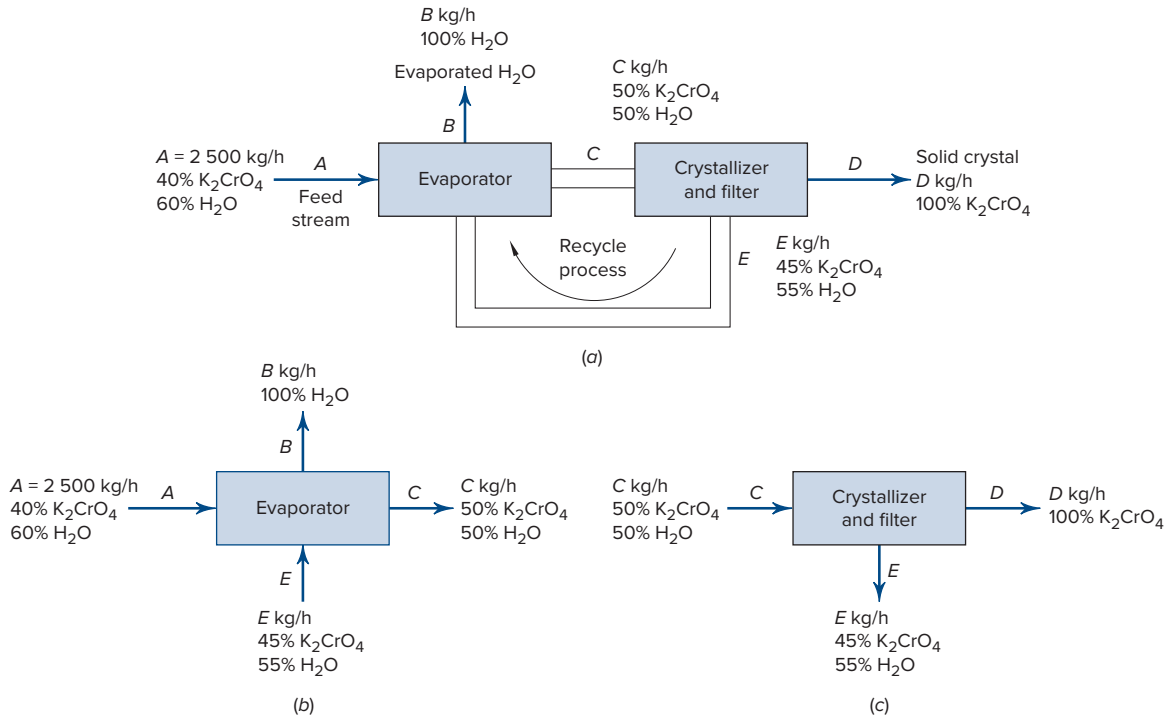 B kg/h
100% H₂O
Evaporated H₂O
B
A = 2 500 kg/h
40% K₂CrO₄
60% H₂O
A
Feed
stream
Evaporator
C kg/h
50% K₂CrO₄
50% H₂O
C
Crystallizer
and filter
D
Solid crystal
D kg/h
100% K₂CrO₄
Recycle
process
E
E kg/h
45% K₂CrO₄
55% H₂O
(a)
B kg/h
100% H₂O
B
A = 2 500 kg/h
40% K₂CrO₄
60% H₂O
A
Evaporator
C
C kg/h
50% K₂CrO₄
50% H₂O
E
E kg/h
45% K₂CrO₄
55% H₂O
(b)
C kg/h
50% K₂CrO₄
50% H₂O
C
Crystallizer
and filter
D
D kg/h
100% K₂CrO₄
E
E kg/h
45% K₂CrO₄
55% H₂O
(c)